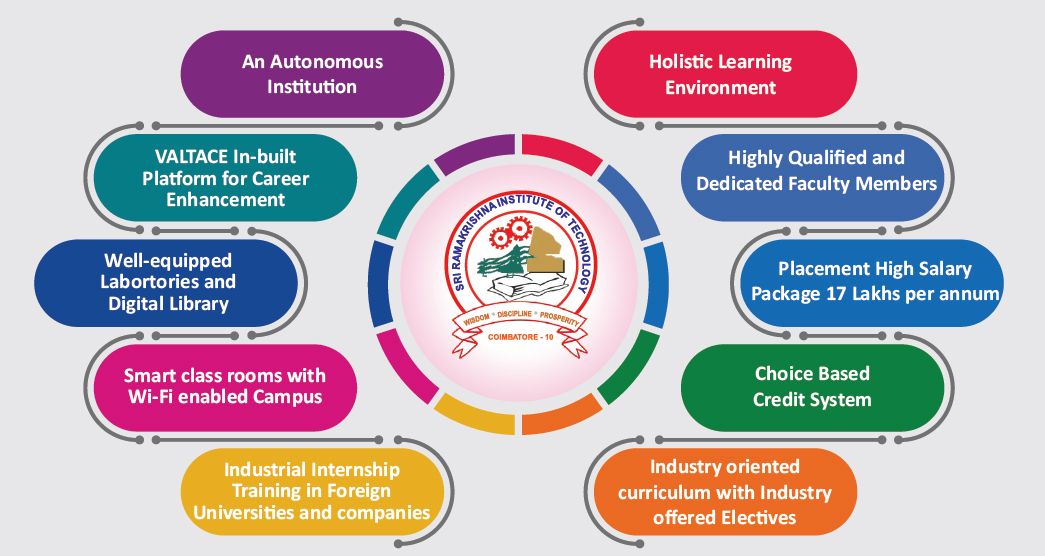 An Autonomous
Institution
Holistic Learning
Environment
VALTACE In-built
Platform for Career
Enhancement
Highly Qualified and
Dedicated Faculty Members
Well-equipped
Labortories and
Digital Library
Placement High Salary
Package 17 Lakhs per annum
SRI RAMAKRISHNA INSTITUTE OF TECHNOLOGY
WISDOM * DISCIPLINE * PROSPERITY
COIMBATORE - 10
Smart class rooms with
Wi-Fi enabled Campus
Choice Based
Credit System
Industrial Internship
Training in Foreign
Universities and companies
Industry oriented
curriculum with Industry
offered Electives